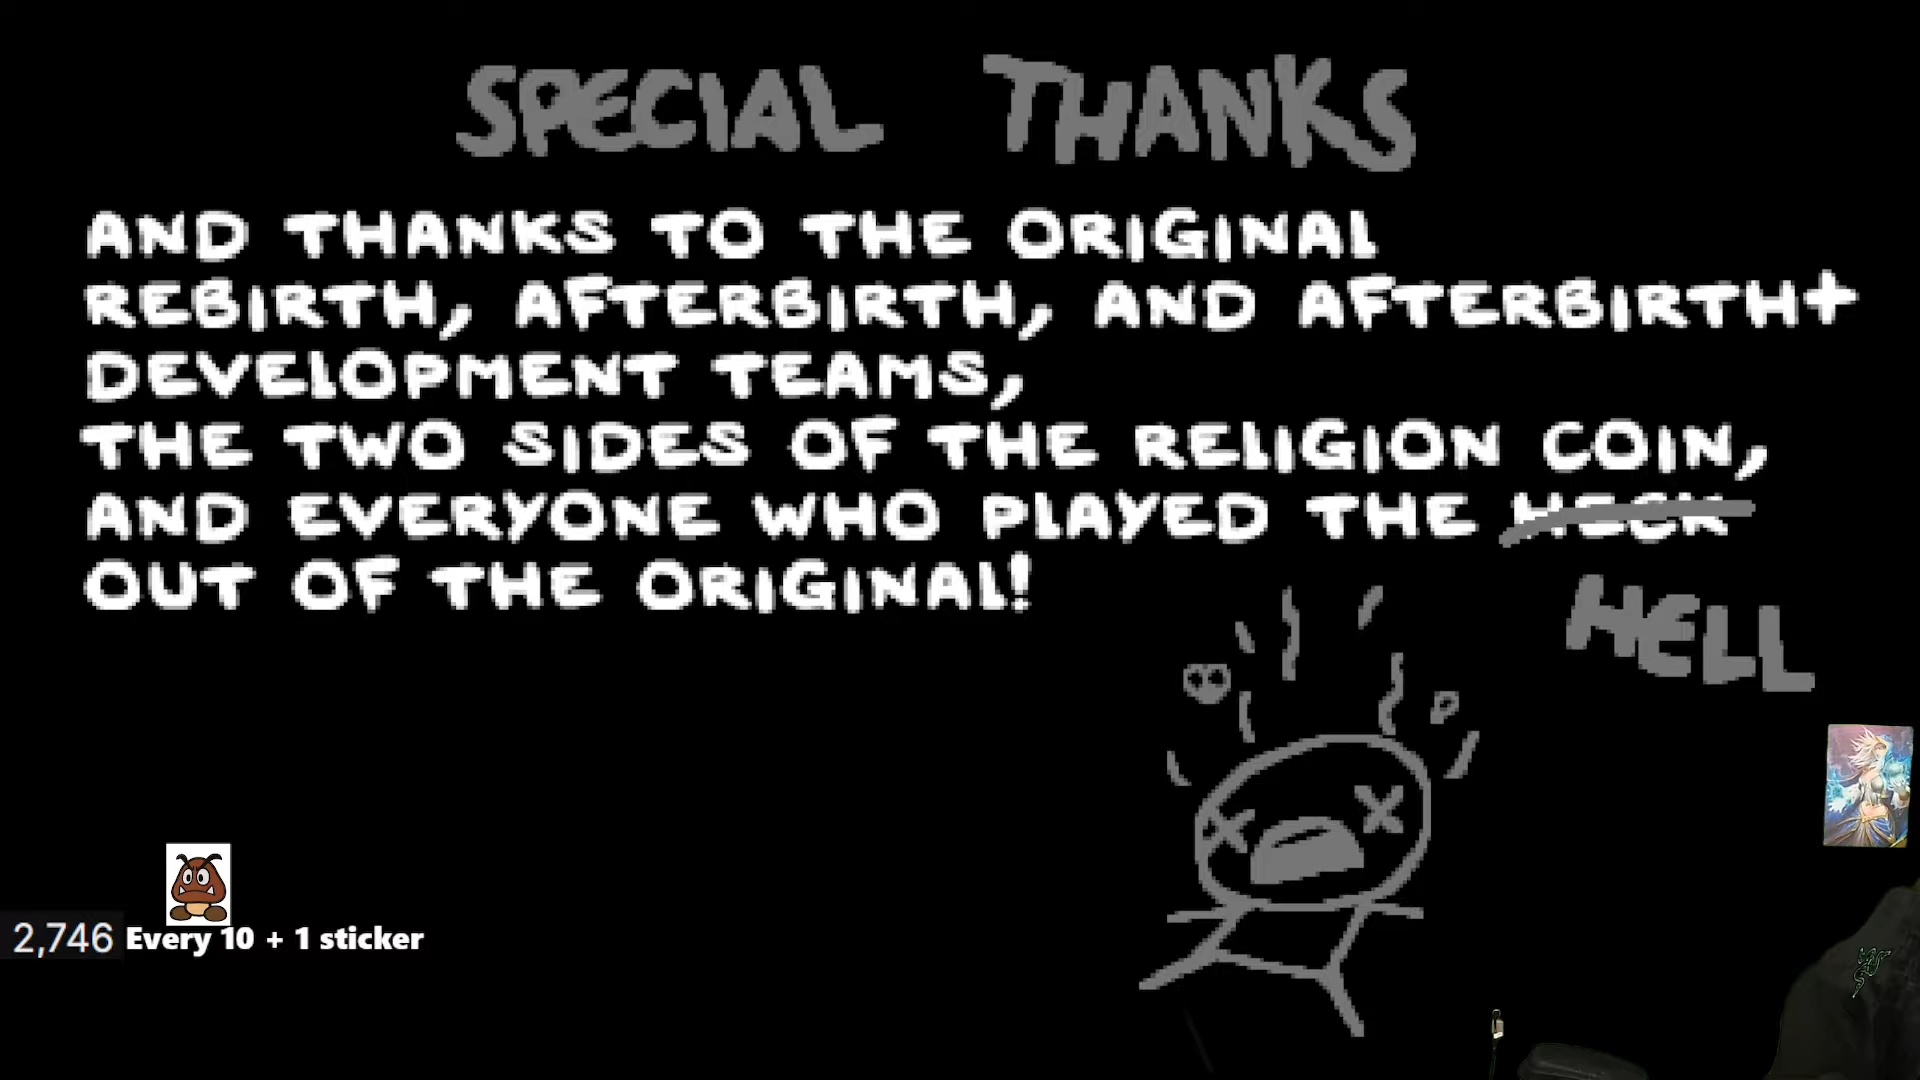 SPECIAL THANKS
AND THANKS TO THE ORIGINAL
REBIRTH, AFTERBIRTH, AND AFTERBIRTH+
DEVELOPMENT TEAMS,
THE TWO SIDES OF THE RELIGION COIN,
AND EVERYONE WHO PLAYED THE HECK
HELL
OUT OF THE ORIGINAL!
2,746 Every 10 + 1 sticker